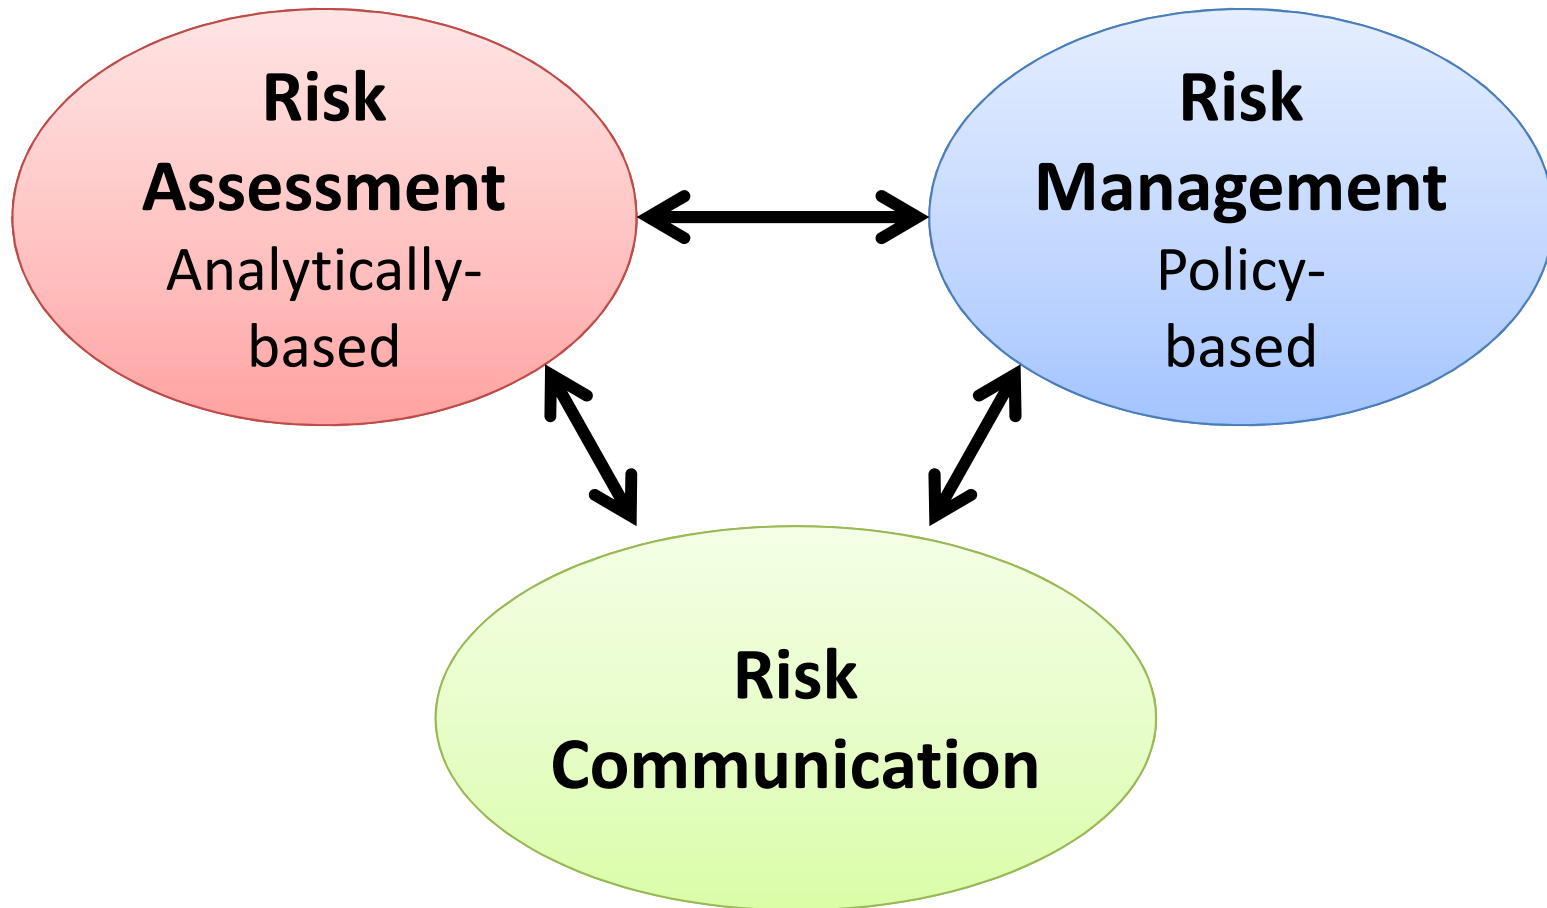 Risk
Assessment
Analytically-
based
Risk
Management
Policy-
based
Risk
Communication